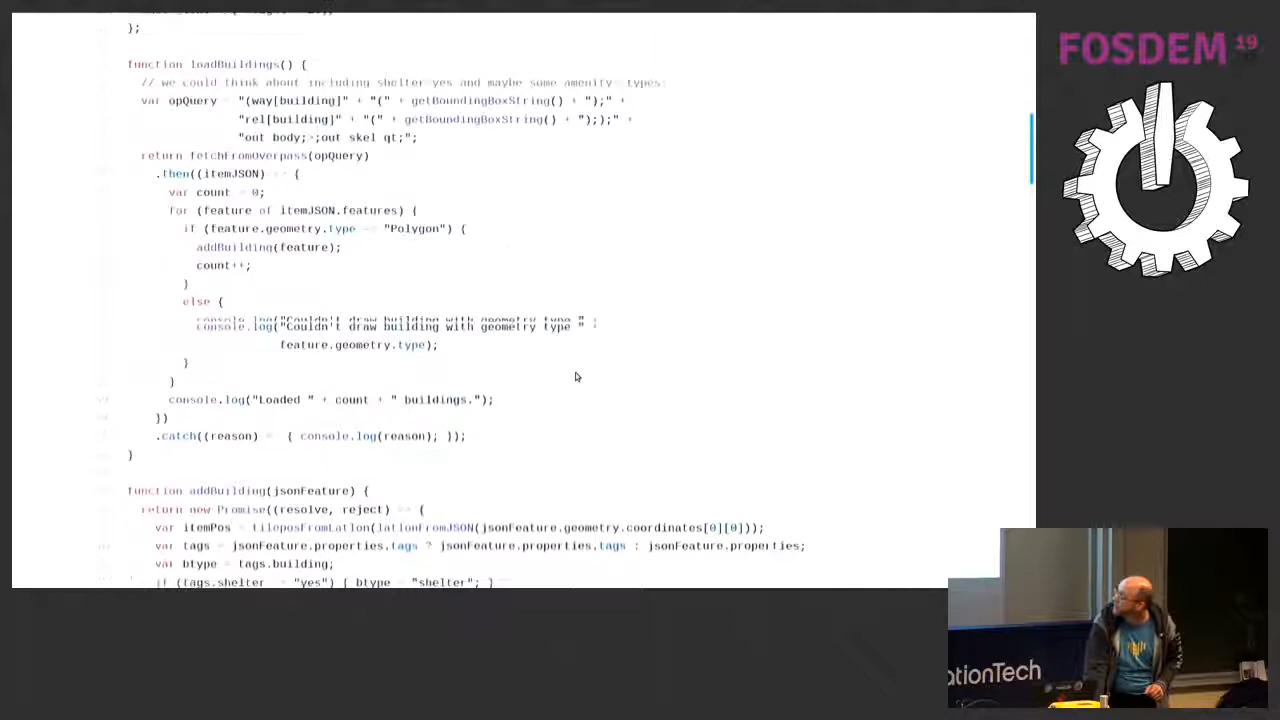 };
function loadBuildings() {
// we could think about including shelter=yes and maybe some amenity types.
var opQuery = "(way[building]" + "(" + getBoundingBoxString() + ");" +
"rel[building]" + "(" + getBoundingBoxString() + "););" +
"out body;>;out skel qt;";
return fetchFromOverpass(opQuery)
.then((itemJSON) => {
var count = 0;
for (feature of itemJSON.features) {
if (feature.geometry.type == "Polygon") {
addBuilding(feature);
count++;
}
else {
console.log("Couldn't draw building with geometry type " +
feature.geometry.type);
}
}
console.log("Loaded " + count + " buildings.");
})
.catch((reason) => { console.log(reason); });
}
function addBuilding(jsonFeature) {
return new Promise((resolve, reject) => {
var itemPos = tileposFromLatlon(latlonFromJSON(jsonFeature.geometry.coordinates[0][0]));
var tags = jsonFeature.properties.tags ? jsonFeature.properties.tags : jsonFeature.properties;
var btype = tags.building;
if (tags.shelter == "yes") { btype = "shelter"; }
FOSDEM 19
ationTech